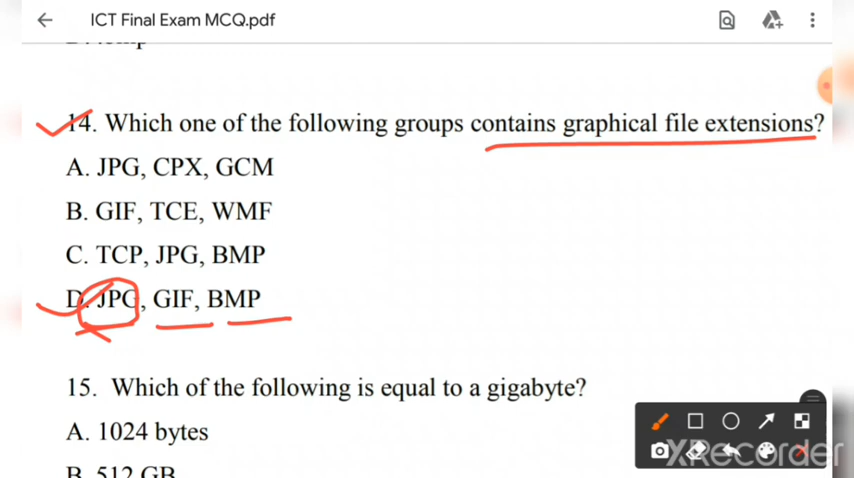 ICT Final Exam MCQ.pdf
14. Which one of the following groups contains graphical file extensions?
A. JPG, CPX, GCM
B. GIF, TCE, WMF
C. TCP, JPG, BMP
D. JPG, GIF, BMP
15. Which of the following is equal to a gigabyte?
A. 1024 bytes
B. 512 GB
XRecorder